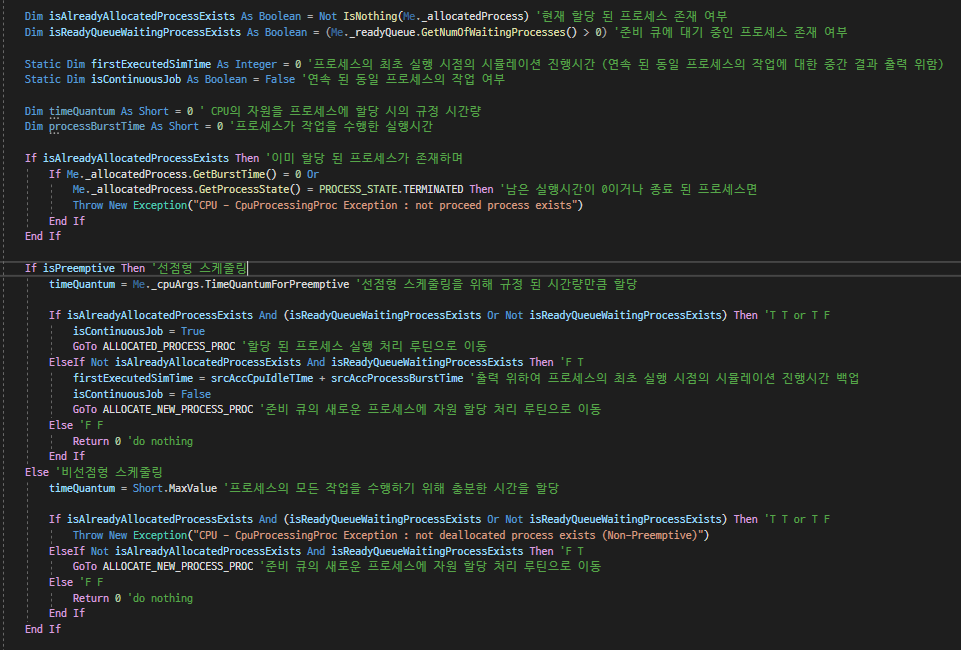 Dim isAlreadyAllocatedProcessExists As Boolean = Not IsNothing(Me._allocatedProcess) '현재 할당 된 프로세스 존재 여부
Dim isReadyQueueWaitingProcessExists As Boolean = (Me._readyQueue.GetNumOfWaitingProcesses() > 0) '준비 큐에 대기 중인 프로세스 존재 여부
Static Dim firstExecutedSimTime As Integer = 0 '프로세스의 최초 실행 시점의 시뮬레이션 진행시간 (연속 된 동일 프로세스의 작업에 대한 중간 결과 출력 위함)
Static Dim isContinuousJob As Boolean = False '연속 된 동일 프로세스의 작업 여부
Dim timeQuantum As Short = 0 ' CPU의 자원을 프로세스에 할당 시의 규정 시간량
Dim processBurstTime As Short = 0 '프로세스가 작업을 수행한 실행시간
If isAlreadyAllocatedProcessExists Then '이미 할당 된 프로세스가 존재하며
If Me._allocatedProcess.GetBurstTime() = 0 Or
Me._allocatedProcess.GetProcessState() = PROCESS_STATE.TERMINATED Then '남은 실행시간이 0이거나 종료 된 프로세스면
Throw New Exception("CPU - CpuProcessingProc Exception : not proceed process exists")
End If
End If
If isPreemptive Then '선점형 스케줄링
timeQuantum = Me._cpuArgs.TimeQuantumForPreemptive '선점형 스케줄링을 위해 규정 된 시간량만큼 할당
If isAlreadyAllocatedProcessExists And (isReadyQueueWaitingProcessExists Or Not isReadyQueueWaitingProcessExists) Then 'T T or T F
isContinuousJob = True
GoTo ALLOCATED_PROCESS_PROC '할당 된 프로세스 실행 처리 루틴으로 이동
ElseIf Not isAlreadyAllocatedProcessExists And isReadyQueueWaitingProcessExists Then 'F T
firstExecutedSimTime = srcAccCpuIdleTIme + srcAccProcessBurstTime '출력 위하여 프로세스의 최초 실행 시점의 시뮬레이션 진행시간 백업
isContinuousJob = False
GoTo ALLOCATE_NEW_PROCESS_PROC '준비 큐의 새로운 프로세스에 자원 할당 처리 루틴으로 이동
Else 'F F
Return 0 'do nothing
End If
Else '비선점형 스케줄링
timeQuantum = Short.MaxValue '프로세스의 모든 작업을 수행하기 위해 충분한 시간을 할당
If isAlreadyAllocatedProcessExists And (isReadyQueueWaitingProcessExists Or Not isReadyQueueWaitingProcessExists) Then 'T T or T F
Throw New Exception("CPU - CpuProcessingProc Exception : not deallocated process exists (Non-Preemptive)")
ElseIf Not isAlreadyAllocatedProcessExists And isReadyQueueWaitingProcessExists Then 'F T
GoTo ALLOCATE_NEW_PROCESS_PROC '준비 큐의 새로운 프로세스에 자원 할당 처리 루틴으로 이동
Else 'F F
Return 0 'do nothing
End If
End If